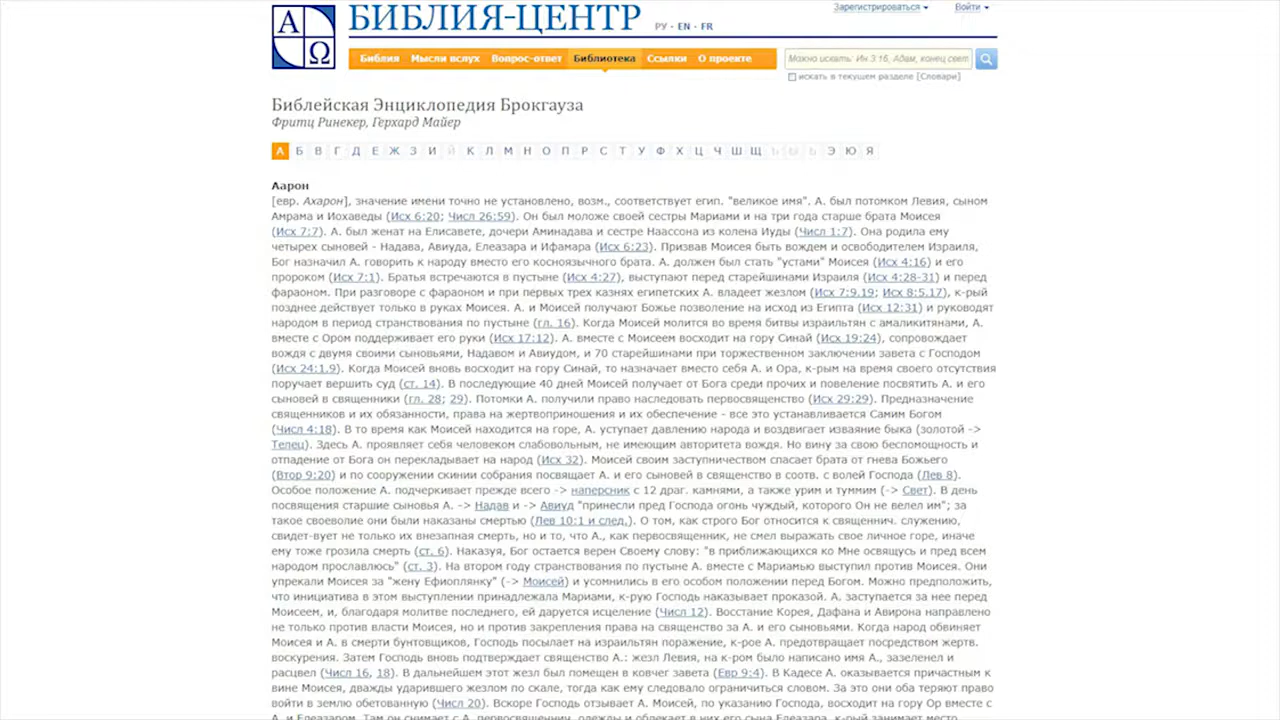 Α
Ω
БИБЛИЯ-ЦЕНТР
РУ · EN · FR
Зарегистрироваться
Войти
Библия Мысли вслух Вопрос-ответ Библиотека Ссылки О проекте
Можно искать: Ин 3:16, Адам, конец свет
искать в текущем разделе [Словари]
Библейская Энциклопедия Брокгауза
Фритц Ринекер, Герхард Майер
А Б В Г Д Е Ж З И Й К Л М Н О П Р С Т У Ф Х Ц Ч Ш Щ Ъ Ы Ь Э Ю Я
Аарон
[евр. Ахарон], значение имени точно не установлено, возм., соответствует егип. "великое имя". А. был потомком Левия, сыном
Амрама и Иохаведы (Исх 6:20; Числ 26:59). Он был моложе своей сестры Мариами и на три года старше брата Моисея
(Исх 7:7). А. был женат на Елисавете, дочери Аминадава и сестре Наассона из колена Иуды (Числ 1:7). Она родила ему
четырех сыновей - Надава, Авиуда, Елеазара и Ифамара (Исх 6:23). Призвав Моисея быть вождем и освободителем Израиля,
Бог назначил А. говорить к народу вместо его косноязычного брата. А. должен был стать "устами" Моисея (Исх 4:16) и его
пророком (Исх 7:1). Братья встречаются в пустыне (Исх 4:27), выступают перед старейшинами Израиля (Исх 4:28-31) и перед
фараоном. При разговоре с фараоном и при первых трех казнях египетских А. владеет жезлом (Исх 7:9.19; Исх 8:5.17), к-рый
позднее действует только в руках Моисея. А. и Моисей получают Божье позволение на исход из Египта (Исх 12:31) и руководят
народом в период странствования по пустыне (гл. 16). Когда Моисей молится во время битвы израильтян с амаликитянами, А.
вместе с Ором поддерживает его руки (Исх 17:12). А. вместе с Моисеем восходит на гору Синай (Исх 19:24), сопровождает
вождя с двумя своими сыновьями, Надавом и Авиудом, и 70 старейшинами при торжественном заключении завета с Господом
(Исх 24:1.9). Когда Моисей вновь восходит на гору Синай, то назначает вместо себя А. и Ора, к-рым на время своего отсутствия
поручает вершить суд (ст. 14). В последующие 40 дней Моисей получает от Бога среди прочих и повеление посвятить А. и его
сыновей в священники (гл. 28; 29). Потомки А. получили право наследовать первосвященство (Исх 29:29). Предназначение
священников и их обязанности, права на жертвоприношения и их обеспечение - все это устанавливается Самим Богом
(Числ 4:18). В то время как Моисей находится на горе, А. уступает давлению народа и воздвигает изваяние быка (золотой ->
Телец). Здесь А. проявляет себя человеком слабовольным, не имеющим авторитета вождя. Но вину за свою беспомощность и
отпадение от Бога он перекладывает на народ (Исх 32). Моисей своим заступничеством спасает брата от гнева Божьего
(Втор 9:20) и по сооружении скинии собрания посвящает А. и его сыновей в священство в соотв. с волей Господа (Лев 8).
Особое положение А. подчеркивает прежде всего -> наперсник с 12 драг. камнями, а также урим и туммим (-> Свет). В день
посвящения старшие сыновья А. -> Надав и -> Авиуд "принесли пред Господа огонь чуждый, которого Он не велел им"; за
такое своеволие они были наказаны смертью (Лев 10:1 и след.). О том, как строго Бог относится к священнич. служению,
свидет-вует не только их внезапная смерть, но и то, что А., как первосвященник, не смел выражать свое личное горе, иначе
ему тоже грозила смерть (ст. 6). Наказуя, Бог остается верен Своему слову: "в приближающихся ко Мне освящусь и пред всем
народом прославлюсь" (ст. 3). На втором году странствования по пустыне А. вместе с Мариамью выступил против Моисея. Они
упрекали Моисея за "жену Ефиоплянку" (-> Моисей) и усомнились в его особом положении перед Богом. Можно предположить,
что инициатива в этом выступлении принадлежала Мариами, к-рую Господь наказывает проказой. А. заступается за нее перед
Моисеем, и, благодаря молитве последнего, ей даруется исцеление (Числ 12). Восстание Корея, Дафана и Авирона направлено
не только против власти Моисея, но и против закрепления права на священство за А. и его сыновьями. Когда народ обвиняет
Моисея и А. в смерти бунтовщиков, Господь посылает на израильтян поражение, к-рое А. предотвращает посредством жертв.
воскурения. Затем Господь вновь подтверждает священство А.: жезл Левия, на к-ром было написано имя А., зазеленел и
расцвел (Числ 16, 18). В дальнейшем этот жезл был помещен в ковчег завета (Евр 9:4). В Кадесе А. оказывается причастным к
вине Моисея, дважды ударившего жезлом по скале, тогда как ему следовало ограничиться словом. За это они оба теряют право
войти в землю обетованную (Числ 20). Вскоре Господь отзывает А. Моисей, по указанию Господа, восходит на гору Ор вместе с
А. и Елеазаром. Там он снимает с А. первосвященнич. одежды и облекает в них его сына Елеазара, к-рый занимает место